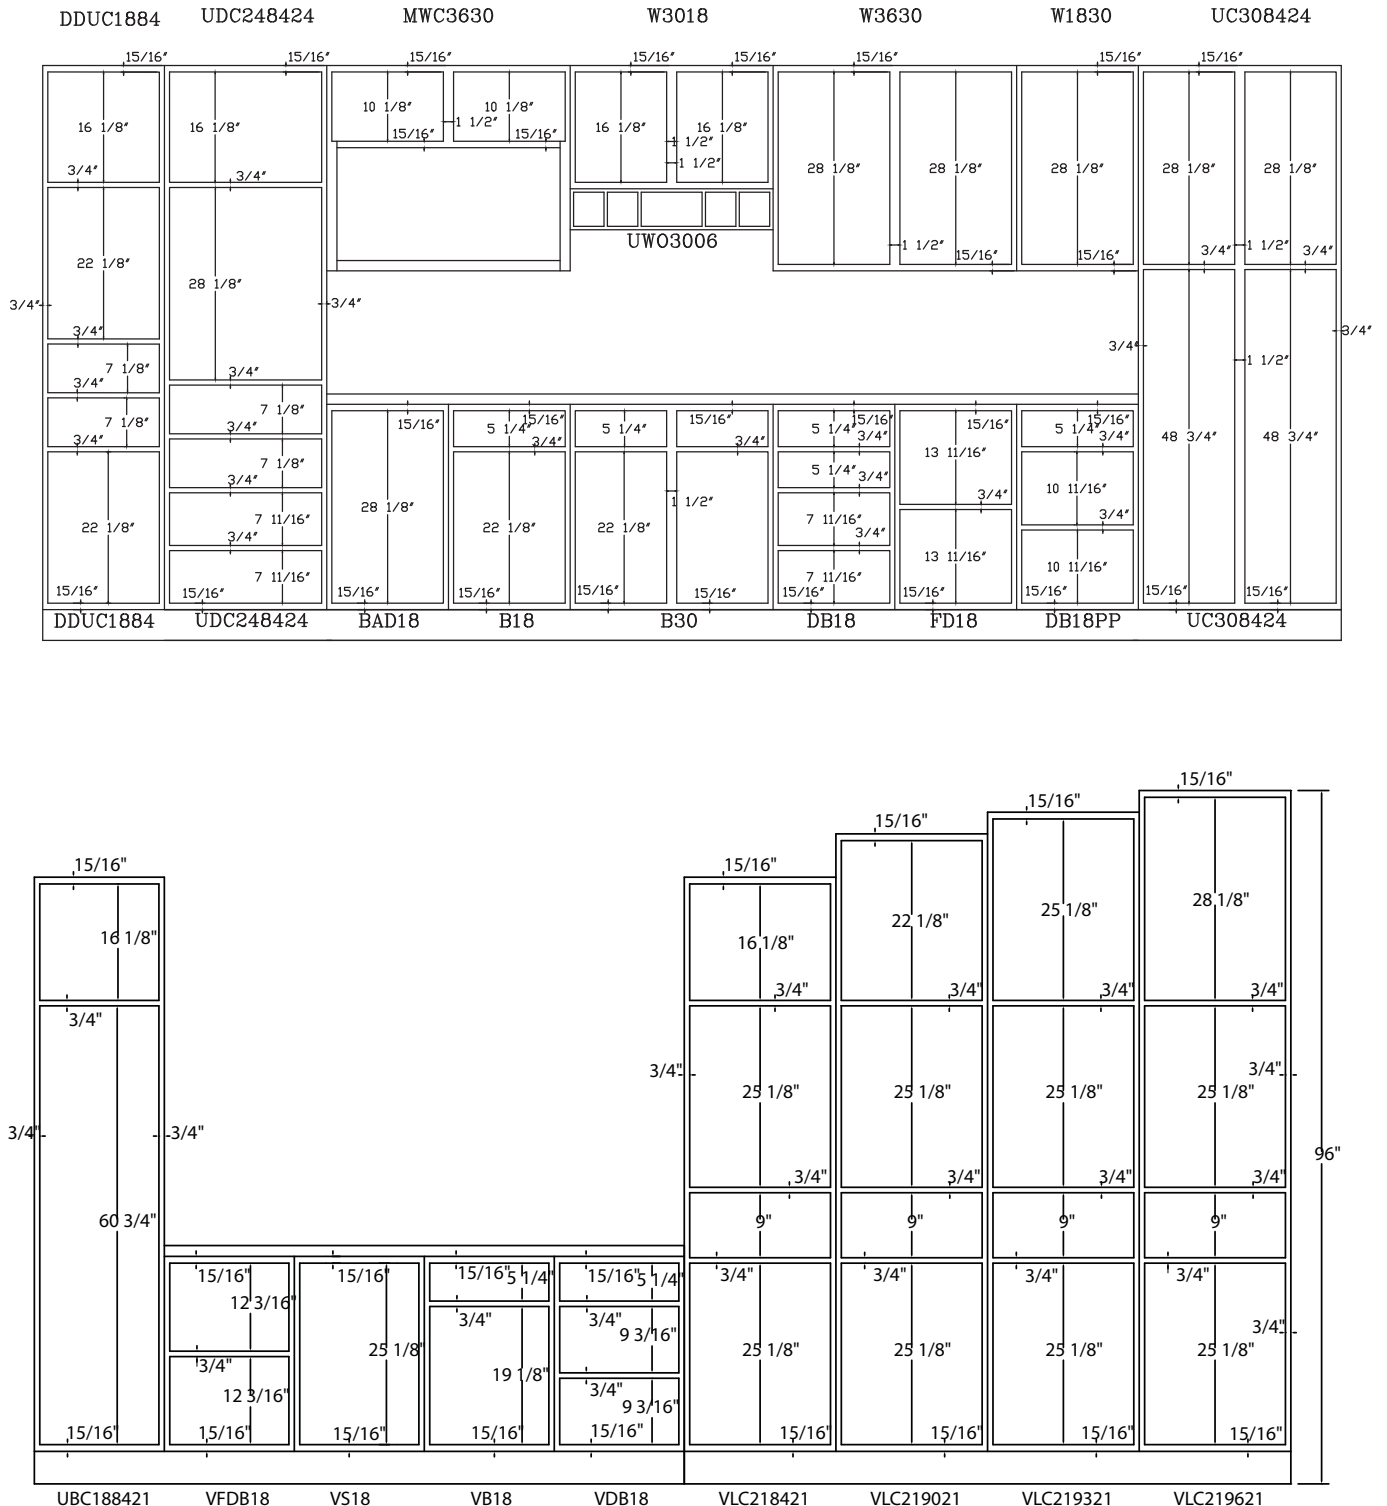 DDUC1884 UDC248424 MWC3630 W3018 W3630 W1830 UC308424
15/16" 15/16" 15/16" 15/16" 15/16" 15/16" 15/16" 15/16"
10 1/8" 10 1/8"
16 1/8" 16 1/8" 1 1/2" 16 1/8" 16 1/8"
15/16" 15/16" 1 1/2"
1 1/2"
3/4" 3/4" 28 1/8" 28 1/8" 28 1/8" 28 1/8" 28 1/8"
UWO3006
1 1/2" 3/4" 1 1/2" 3/4"
22 1/8" 15/16" 15/16"
28 1/8"
3/4" 3/4"
3/4" 3/4" 3/4"
7 1/8" 1 1/2"
3/4" 3/4"
7 1/8" 7 1/8" 15/16" 15/16" 15/16" 15/16" 15/16" 15/16"
5 1/4" 5 1/4" 5 1/4" 5 1/4"
3/4" 3/4" 3/4" 3/4" 3/4" 3/4" 48 3/4" 48 3/4"
13 11/16"
7 1/8" 5 1/4"
3/4" 3/4" 10 11/16"
3/4" 1 1/2"
28 1/8"
7 11/16" 7 11/16"
22 1/8" 22 1/8" 22 1/8" 3/4"
3/4" 3/4"
13 11/16"
7 11/16" 7 11/16" 10 11/16"
15/16" 15/16" 15/16" 15/16" 15/16" 15/16" 15/16" 15/16" 15/16" 15/16" 15/16"
DDUC1884 UDC248424 BAD18 B18 B30 DB18 FD18 DB18PP UC308424
15/16"
15/16"
15/16"
15/16" 15/16"
28 1/8"
25 1/8"
22 1/8"
16 1/8" 16 1/8"
3/4" 3/4" 3/4" 3/4"
3/4"
3/4" 3/4"
25 1/8" 25 1/8" 25 1/8" 25 1/8"
3/4" 3/4"
96"
3/4" 3/4" 3/4" 3/4"
60 3/4" 9" 9" 9" 9"
15/16" 15/16" 15/16" 5 1/4" 15/16" 5 1/4" 3/4" 3/4" 3/4" 3/4"
12 3/16"
3/4" 3/4"
9 3/16" 3/4"
25 1/8" 25 1/8" 25 1/8" 25 1/8" 25 1/8"
3/4" 19 1/8"
3/4"
12 3/16" 9 3/16"
15/16" 15/16" 15/16" 15/16" 15/16" 15/16" 15/16" 15/16" 15/16"
UBC188421 VFDB18 VS18 VB18 VDB18 VLC218421 VLC219021 VLC219321 VLC219621